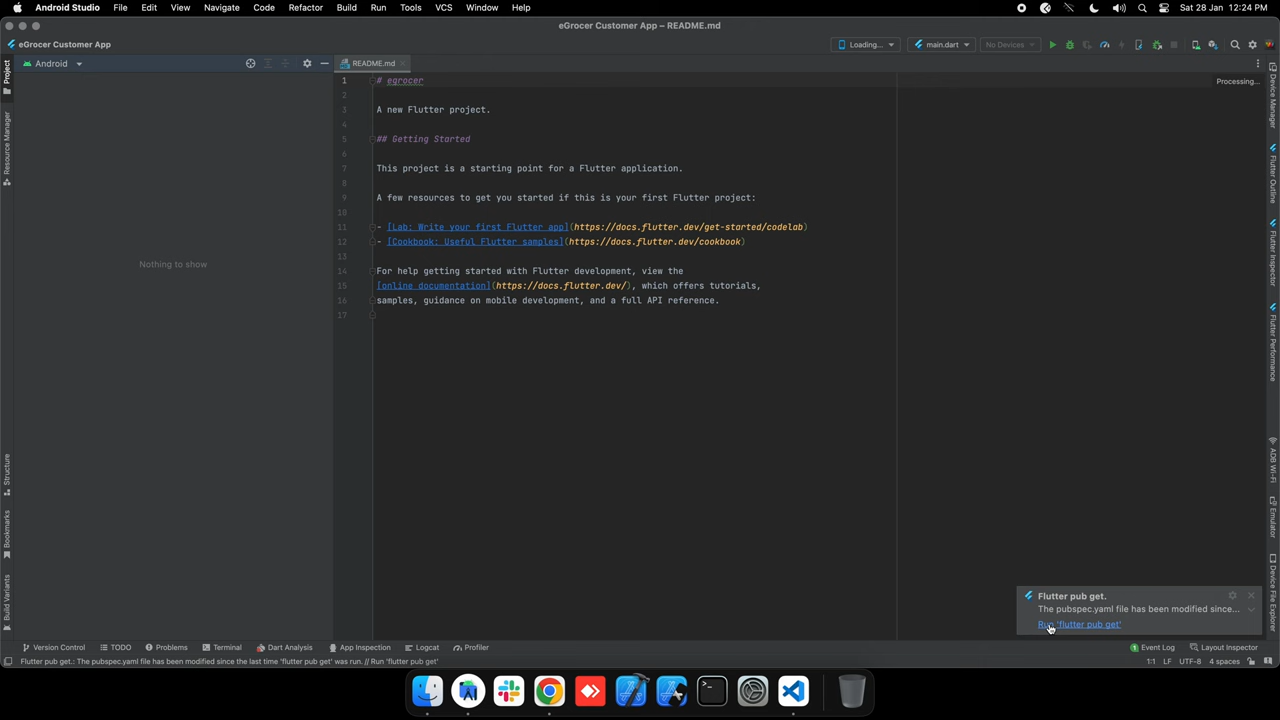 Android Studio File Edit View Navigate Code Refactor Build Run Tools VCS Window Help Sat 28 Jan 12:24 PM
eGrocer Customer App – README.md
eGrocer Customer App Loading... main.dart No Devices
Project
Android
README.md
1 # egrocer
Processing...
2
3 A new Flutter project.
4
5 ## Getting Started
6
7 This project is a starting point for a Flutter application.
8
9 A few resources to get you started if this is your first Flutter project:
10
11 - [Lab: Write your first Flutter app](https://docs.flutter.dev/get-started/codelab)
12 - [Cookbook: Useful Flutter samples](https://docs.flutter.dev/cookbook)
13
14 For help getting started with Flutter development, view the
15 [online documentation](https://docs.flutter.dev/), which offers tutorials,
16 samples, guidance on mobile development, and a full API reference.
17
Resource Manager
Nothing to show
Structure
Bookmarks
Build Variants
Device Manager
Flutter Outline
Flutter Inspector
Flutter Performance
ADB Wi-Fi
Emulator
Device File Explorer
Flutter pub get.
The pubspec.yaml file has been modified since...
Run 'flutter pub get'
Version Control TODO Problems Terminal Dart Analysis App Inspection Logcat Profiler 1 Event Log Layout Inspector
Flutter pub get.: The pubspec.yaml file has been modified since the last time 'flutter pub get' was run. // Run 'flutter pub get' 1:1 LF UTF-8 4 spaces